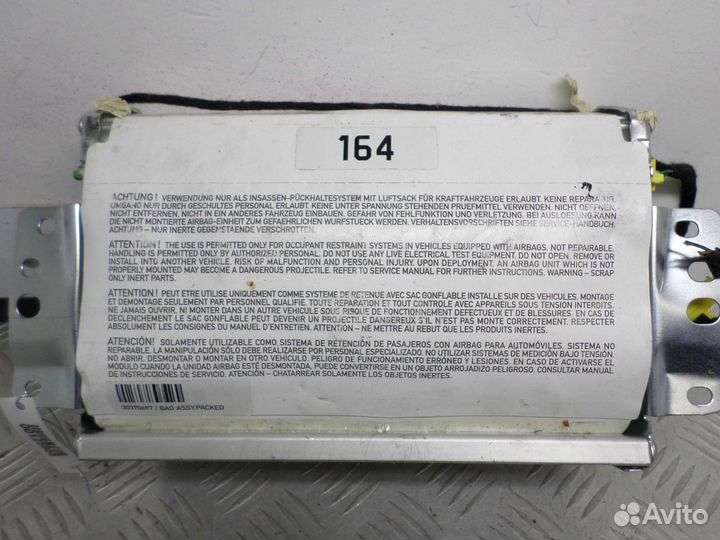 164
ACHTUNG! VERWENDUNG NUR ALS INSASSEN-RÜCKHALTESYSTEM MIT LUFTSACK FÜR KRAFTFAHRZEUGE ERLAUBT. KEINE REPARATUR.
UMGANG NUR DURCH GESCHULTES PERSONAL ERLAUBT. KEINE UNTER SPANNUNG STEHENDEN PRUEFMITTEL VERWENDEN. NICHT OEFFNEN.
NICHT ENTFERNEN, NICHT IN EIN ANDERES FAHRZEUG EINBAUEN. GEFAHR VON FEHLFUNKTION UND VERLETZUNG. BEI AUSLOESUNG KANN
DIE NICHT MONTIERTE AIRBAG-EINHEIT ZUM GEFAEHRLICHEN WURFSTUECK WERDEN. VERHALTENSVORSCHRIFTEN SIEHE SERVICE-HANDBUCH.
ACHTUNG – NUR INERTE GEGENSTAENDE VERSCHROTTEN.
ATTENTION! THE USE IS PERMITTED ONLY FOR OCCUPANT RESTRAINT SYSTEMS IN VEHICLES EQUIPPED WITH AIRBAGS. NOT REPAIRABLE.
HANDLING IS PERMITTED ONLY BY AUTHORIZED PERSONAL. DO NOT USE ANY LIVE ELECTRICAL TEST EQUIPMENT. DO NOT OPEN. REMOVE OR
INSTALL INTO ANOTHER VEHICLE. RISK OF MALFUNCTION AND PERSONAL INJURY. UPON DEPLOYMENT, AN AIRBAG UNIT WHICH IS NOT
PROPERLY MOUNTED MAY BECOME A DANGEROUS PROJECTILE. REFER TO SERVICE MANUAL FOR FURTHER INSTRUCTIONS. WARNING – SCRAP
ONLY INERT PARTS.
ATTENTION! PEUT ETRE UTILISE UNIQUEMENT COMME SYSTEME DE RETENUE AVEC SAC GONFLABLE INSTALLE SUR DES VEHICULES. MONTAGE
ET DEMONTAGE SEULEMENT PAR PERSONNEL QUALIFIE. TOUTE REPARATION ET TOUT CONTROLE AVEC APPAREILS SOUS TENSION INTERDITS.
NE JAMAIS OUVRIR, NI MONTER DANS UN AUTRE VEHICULE SOUS RISQUE DE FONCTIONNEMENT DEFECTUEUX ET DE BLESSURES. EN CAS DE
DECLENCHEMENT LE SAC GONFLABLE PEUT DEVENIR UN PROJECTILE DANGEREUX S'IL N'EST PAS MONTE CORRECTEMENT. RESPECTER
ABSOLUMENT LES CONSIGNES DU MANUEL D'ENTRETIEN. ATTENTION – NE METTRE AU REBUT QUE LES PRODUITS INERTES.
ATENCIÓN! SOLAMENTE UTILIZABLE COMO SISTEMA DE RETENCIÓN DE PASAJEROS CON AIRBAG PARA AUTOMÓVILES. SISTEMA NO
REPARABLE. LA MANIPULACIÓN SÓLO DEBE REALIZARSE POR PERSONAL ESPECIALIZADO. NO UTILIZAR SISTEMAS DE MEDICIÓN BAJO TENSIÓN.
NO ABRIR, DESMONTAR O MONTAR EN OTRO VEHÍCULO. PELIGRO DE FUNCIONAMIENTO ERRÓNEO Y LESIONES. EN CASO DE ACTIVARSE EL
MODULO CUANDO LA UNIDAD AIRBAG ESTÉ DESMONTADA, PUEDE CONVERTIRSE EN UN OBJETO ARROJADIZO PELIGROSO. CONSULTAR MANUAL
DE INSTRUCCIONES DE SERVICIO. ATENCIÓN – CHATARREAR SOLAMENTE LOS OBJETOS INERTES.
30370697 / BAG ASSY.PACKED
Avito